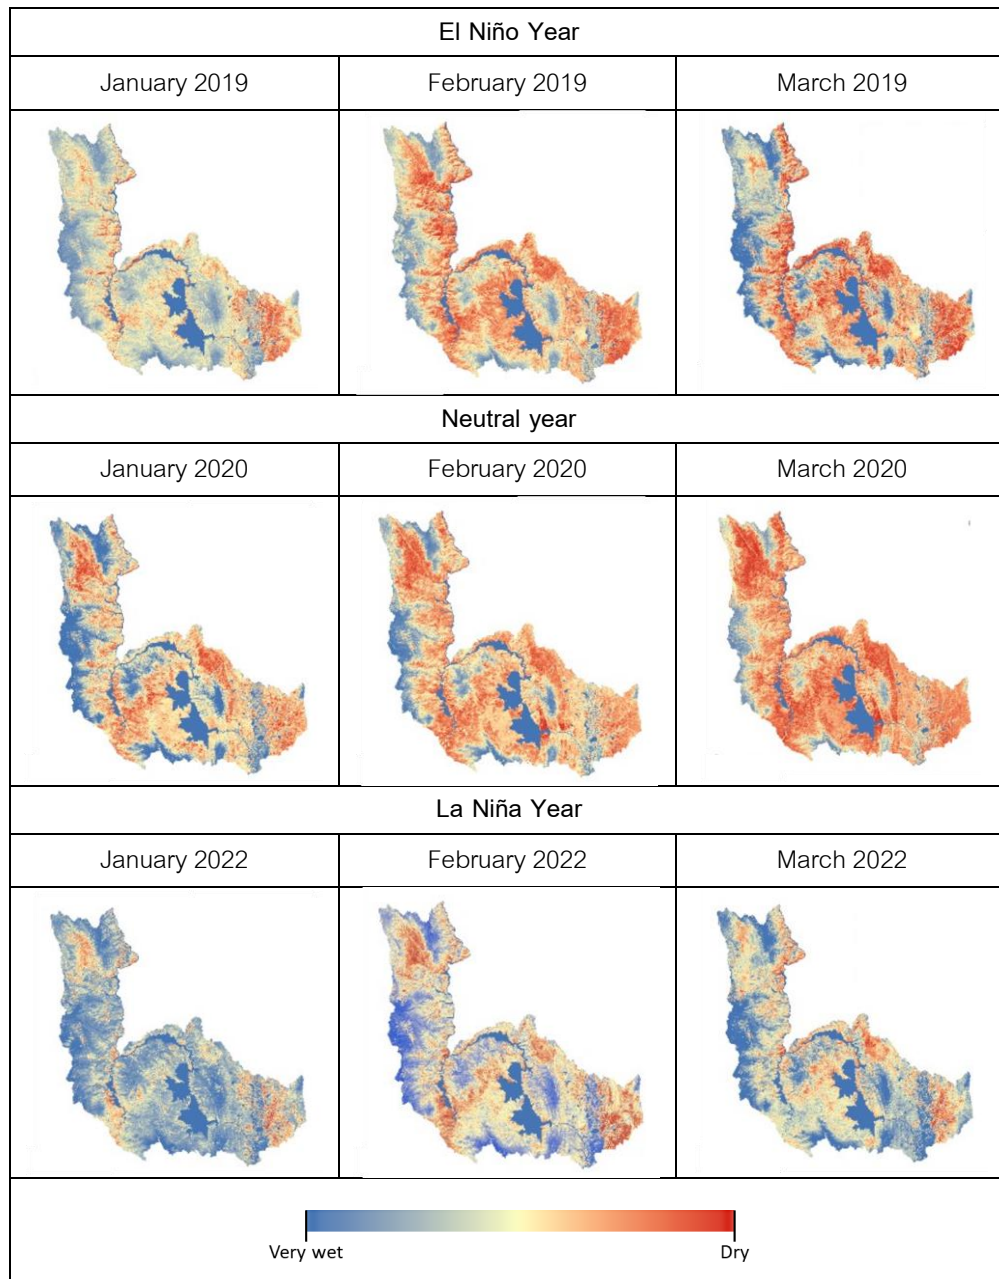 El Niño Year
January 2019
February 2019
March 2019
Neutral year
January 2020
February 2020
March 2020
La Niña Year
January 2022
February 2022
March 2022
Very wet
Dry